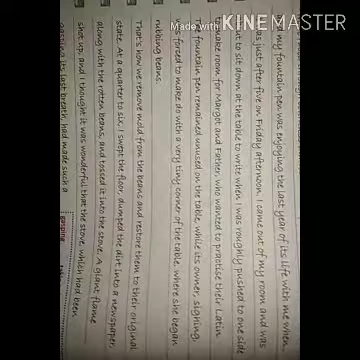 Made with
KINEMASTER
my fountain pen was enjoying the last year of its life with me when
as just after five on Friday afternoon. I came out of my room and was
ut to sit down at the table to write when I was roughly pushed to one side
make room for Margot and Father, who wanted to practise their Latin.
The fountain pen remained unused on the table, while its owner, sighing,
s forced to make do with a very tiny corner of the table, where she began
rubbing beans.
That's how we remove mold from the beans and restore them to their original
state. At a quarter to six, I swept the floor, dumped the dirt into a newspaper,
along with the rotten beans, and tossed it into the stove. A giant flame
shot up, and I thought it was wonderful that the stove, which had been
gasping its last breath, had made such a